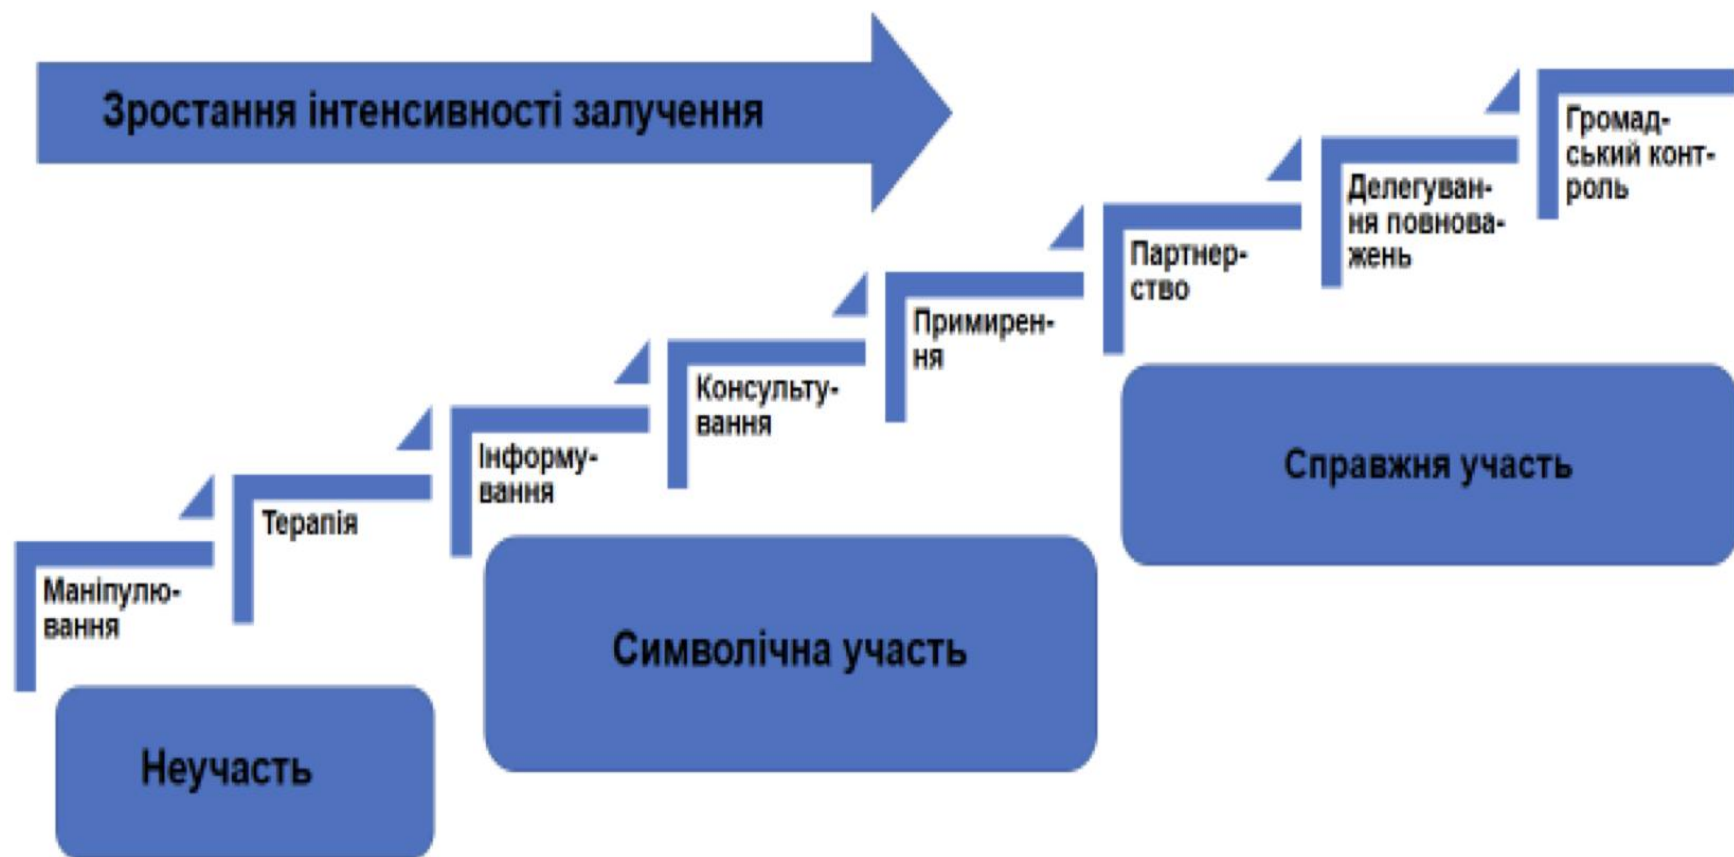 Зростання інтенсивності залучення
Громад-
ський конт-
роль
Делегуван-
ня повнова-
жень
Партнер-
ство
Примирен-
ня
Консульту-
вання
Інформу-
вання
Терапія
Маніпулю-
вання
Справжня участь
Символічна участь
Неучасть